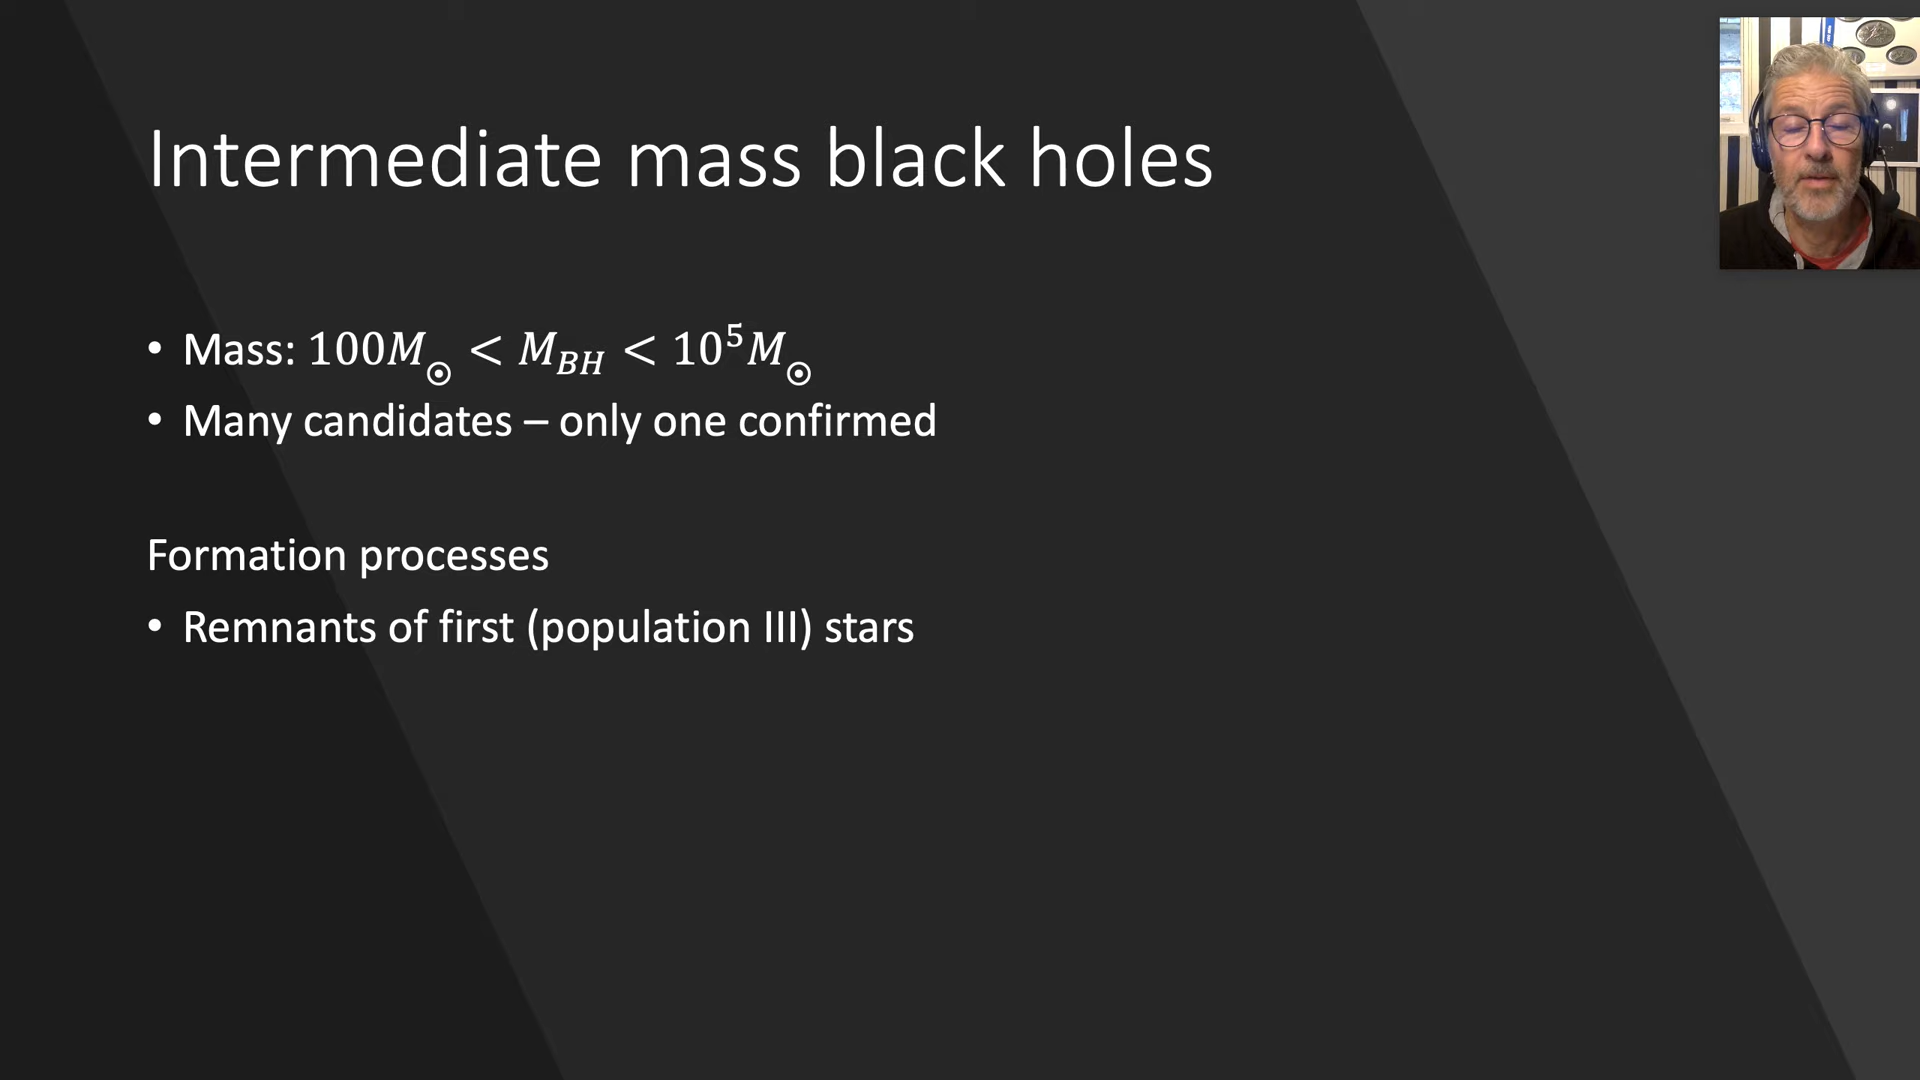 Intermediate mass black holes
• Mass: 100M☉ < M_BH < 10⁵M☉
• Many candidates – only one confirmed
Formation processes
• Remnants of first (population III) stars